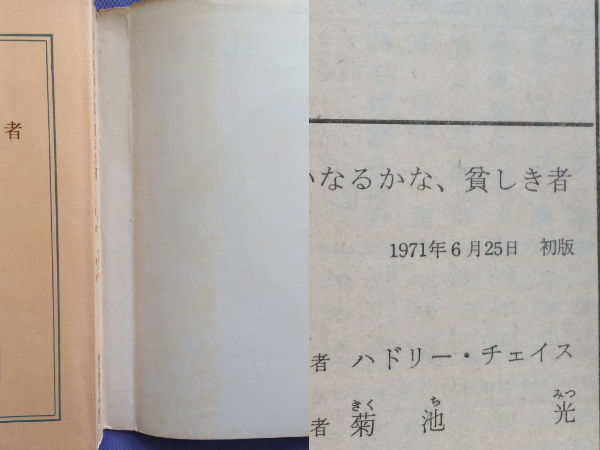 者
いなるかな、貧しき者
1971年6月25日 初版
者 ハドリー・チェイス
きく ち みつ
者 菊池 光